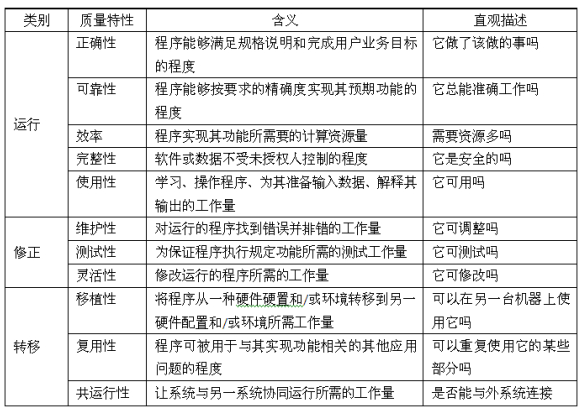 类别 质量特性 含义 直观描述
运行 正确性 程序能够满足规格说明和完成用户业务目标 它做了该做的事吗
的程度
可靠性 程序能够按要求的精确度实现其预期功能的 它总能准确工作吗
程度
效率 程序实现其功能所需要的计算资源量 需要资源多吗
完整性 软件或数据不受未授权人控制的程度 它是安全的吗
使用性 学习、操作程序、为其准备输入数据、解释其 它可用吗
输出的工作量
修正 维护性 对运行的程序找到错误并排错的工作量 它可调整吗
测试性 为保证程序执行规定功能所需的测试工作量 它可测试吗
灵活性 修改运行的程序所需的工作量 它可修改吗
转移 移植性 将程序从一种硬件硬置和/或环境转移到另一 可以在另一台机器上使
硬件配置和/或环境所需工作量 用它吗
复用性 程序可被用于与其实现功能相关的其他应用 可以重复使用它的某些
问题的程度 部分吗
共运行性 让系统与另一系统协同运行所需的工作量 是否能与外系统连接